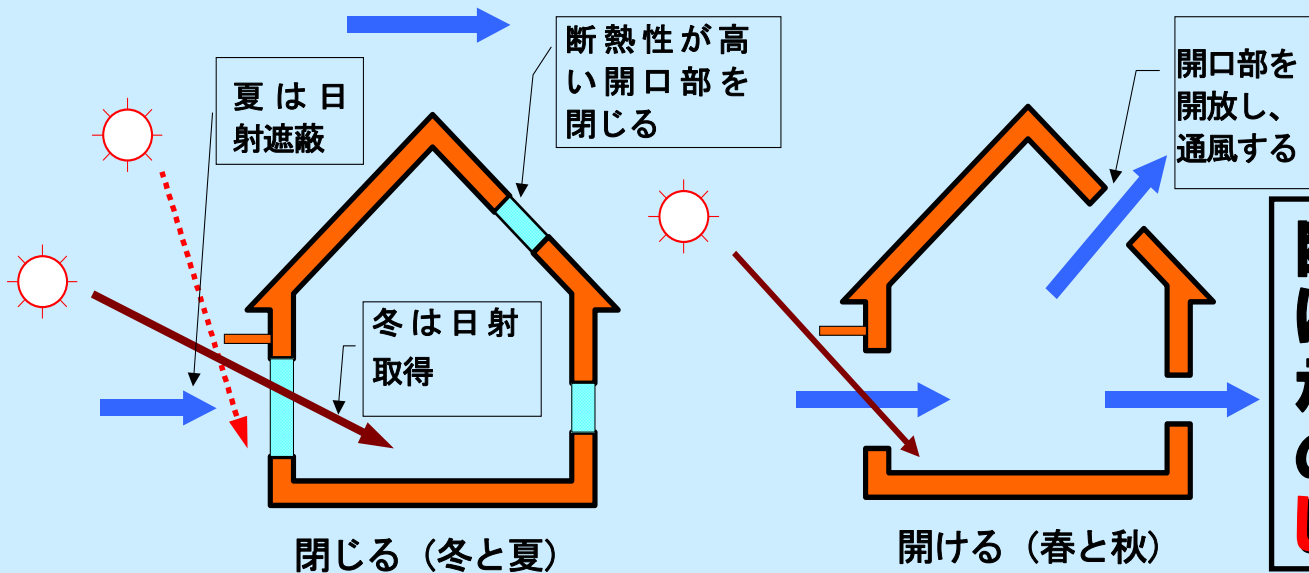 夏は日
射遮蔽
断熱性が高
い開口部を
閉じる
冬は日射
取得
閉じる（冬と夏）
開口部を
開放し、
通風する
開ける（春と秋）